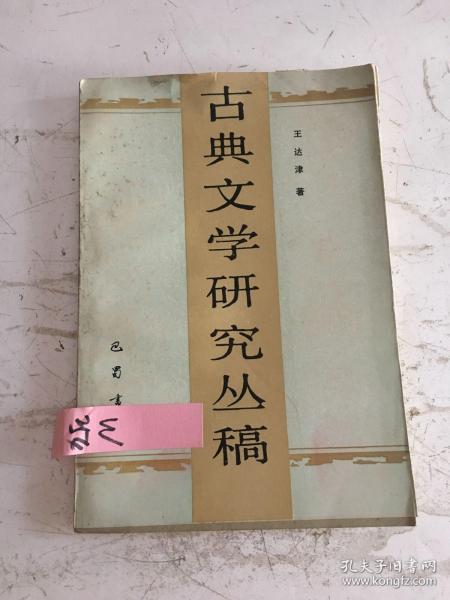 古典文学研究丛稿
王达津 著
巴蜀书
孔夫子旧书网
www.kongfz.com